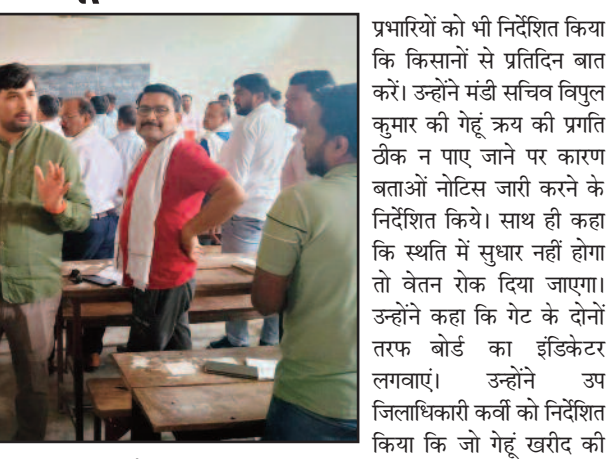 प्रभारियों को भी निर्देशित किया
कि किसानों से प्रतिदिन बात
करें। उन्होंने मंडी सचिव विपुल
कुमार की गेहूं क्रय की प्रगति
ठीक न पाए जाने पर कारण
बताओं नोटिस जारी करने के
निर्देशित किये। साथ ही कहा
कि स्थति में सुधार नहीं होगा
तो वेतन रोक दिया जाएगा।
उन्होंने कहा कि गेट के दोनों
तरफ बोर्ड का इंडिकेटर
लगवाएं। उन्होंने उप
जिलाधिकारी कर्वी को निर्देशित
किया कि जो गेहूं खरीद की